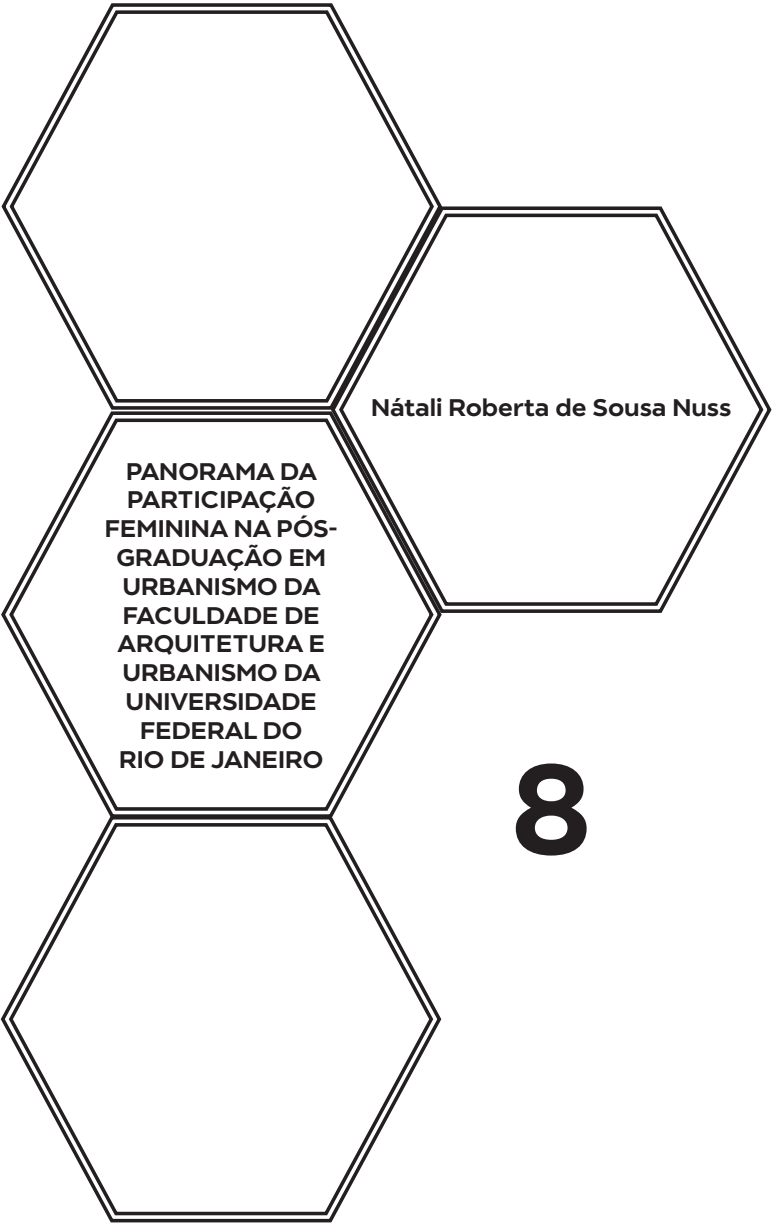 Nátali Roberta de Sousa Nuss
PANORAMA DA
PARTICIPAÇÃO
FEMININA NA PÓS-
GRADUAÇÃO EM
URBANISMO DA
FACULDADE DE
ARQUITETURA E
URBANISMO DA
UNIVERSIDADE
FEDERAL DO
RIO DE JANEIRO
8